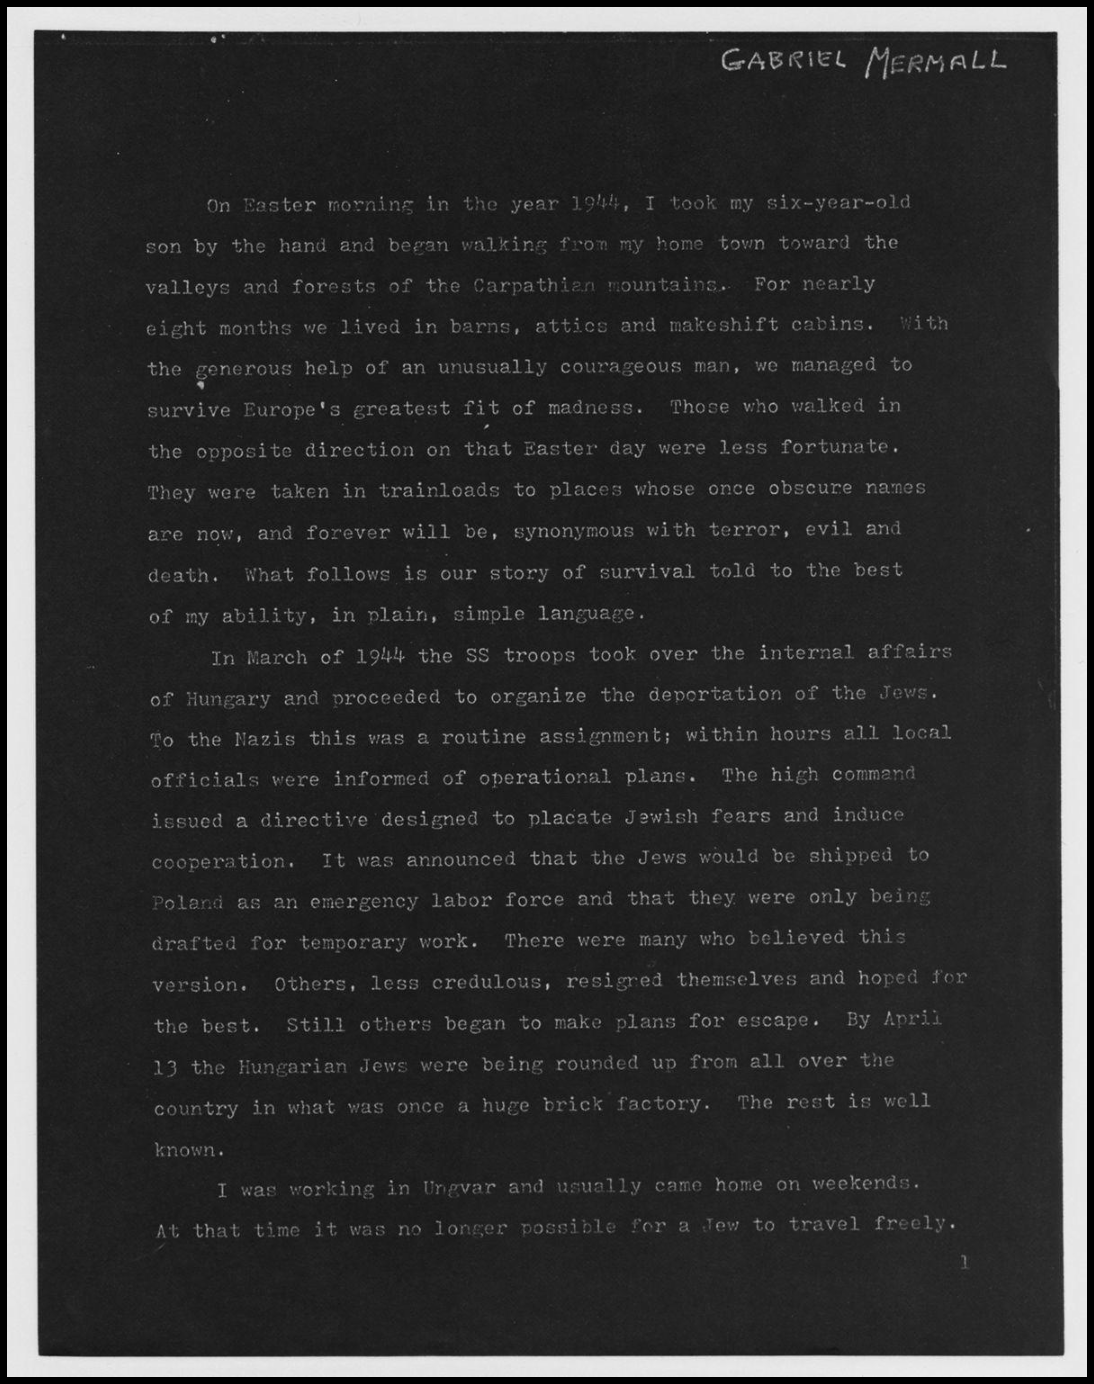 GABRIEL MERMALL
On Easter morning in the year 1944, I took my six-year-old
son by the hand and began walking from my home town toward the
valleys and forests of the Carpathian mountains. For nearly
eight months we lived in barns, attics and makeshift cabins. With
the generous help of an unusually courageous man, we managed to
survive Europe's greatest fit of madness. Those who walked in
the opposite direction on that Easter day were less fortunate.
They were taken in trainloads to places whose once obscure names
are now, and forever will be, synonymous with terror, evil and
death. What follows is our story of survival told to the best
of my ability, in plain, simple language.
In March of 1944 the SS troops took over the internal affairs
of Hungary and proceeded to organize the deportation of the Jews.
To the Nazis this was a routine assignment; within hours all local
officials were informed of operational plans. The high command
issued a directive designed to placate Jewish fears and induce
cooperation. It was announced that the Jews would be shipped to
Poland as an emergency labor force and that they were only being
drafted for temporary work. There were many who believed this
version. Others, less credulous, resigned themselves and hoped for
the best. Still others began to make plans for escape. By April
13 the Hungarian Jews were being rounded up from all over the
country in what was once a huge brick factory. The rest is well
known.
I was working in Ungvar and usually came home on weekends.
At that time it was no longer possible for a Jew to travel freely.
1